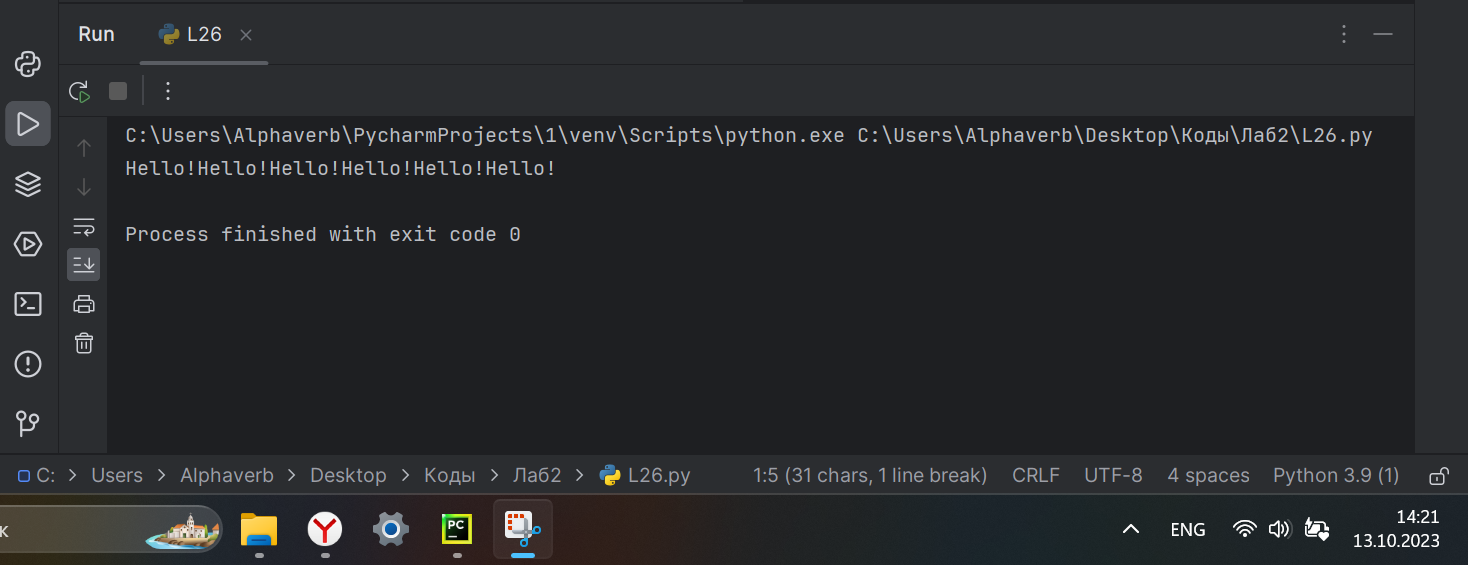 Run L26
C:\Users\Alphaverb\PycharmProjects\1\venv\Scripts\python.exe C:\Users\Alphaverb\Desktop\Коды\Лаб2\L26.py
Hello!Hello!Hello!Hello!Hello!Hello!
Process finished with exit code 0
C: > Users > Alphaverb > Desktop > Коды > Лаб2 > L26.py 1:5 (31 chars, 1 line break) CRLF UTF-8 4 spaces Python 3.9 (1)
к PC ENG 14:21
13.10.2023